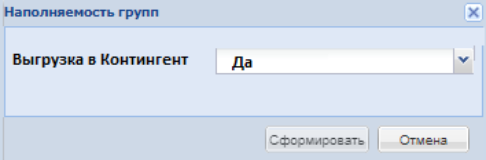 Наполняемость групп
Выгрузка в Контингент Да
Сформировать Отмена